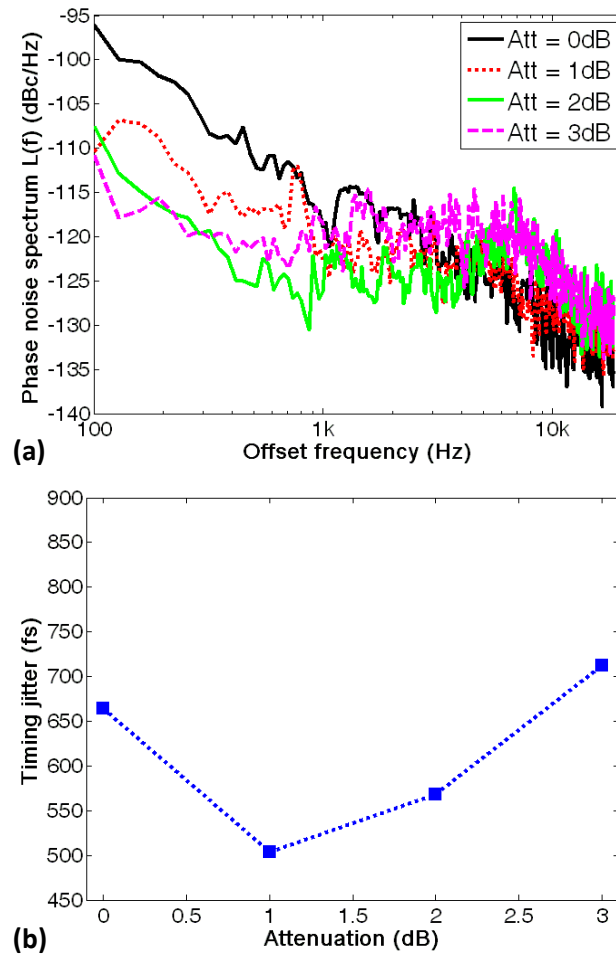 -95
-100
-105
-110
-115
-120
-125
-130
-135
-140
Phase noise spectrum L(f) (dBc/Hz)
Att = 0dB
Att = 1dB
Att = 2dB
Att = 3dB
100
1k
10k
Offset frequency (Hz)
(a)
900
850
800
750
700
650
600
550
500
450
Timing jitter (fs)
0
0.5
1
1.5
2
2.5
3
Attenuation (dB)
(b)